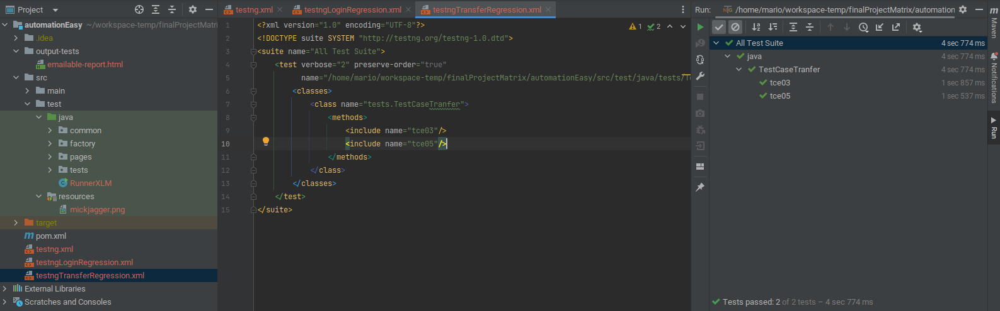 Project
testng.xml
testngLoginRegression.xml
testngTransferRegression.xml
Run:
/home/mario/workspace-temp/finalProjectMatrix/automation
automationEasy ~/workspace-temp/finalProjectMatri
.idea
output-tests
emailable-report.html
src
main
test
java
common
factory
pages
tests
RunnerXLM
resources
mickjagger.png
target
pom.xml
testng.xml
testngLoginRegression.xml
testngTransferRegression.xml
External Libraries
Scratches and Consoles
1 <?xml version="1.0" encoding="UTF-8"?>
2 <!DOCTYPE suite SYSTEM "http://testng.org/testng-1.0.dtd">
3 <suite name="All Test Suite">
4 <test verbose="2" preserve-order="true"
5 name="/home/mario/workspace-temp/finalProjectMatrix/automationEasy/src/test/java/tests/
6 <classes>
7 <class name="tests.TestCaseTranfer">
8 <methods>
9 <include name="tce03"/>
10 <include name="tce05"/>
11 </methods>
12 </class>
13 </classes>
14 </test>
15 </suite>
1 2
All Test Suite 4 sec 774 ms
java 4 sec 774 ms
TestCaseTranfer 4 sec 774 ms
tce03 1 sec 857 ms
tce05 1 sec 537 ms
Tests passed: 2 of 2 tests – 4 sec 774 ms
m
Maven
Notifications
Run